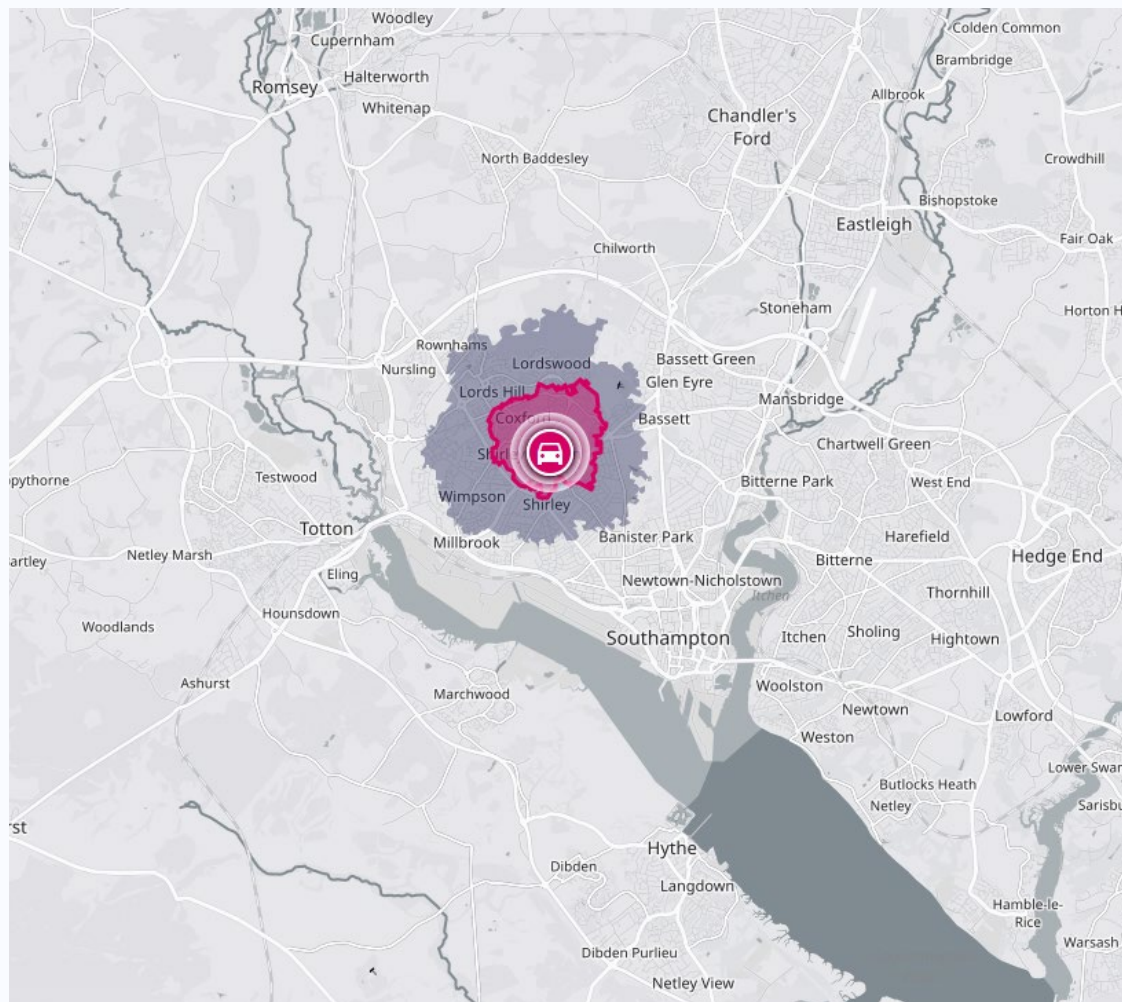 Woodley
Colden Common
Cupernham
Brambridge
Halterworth
Romsey
Allbrook
Whitenap
Chandler's
Ford
North Baddesley
Crowdhill
Bishopstoke
Eastleigh
Fair Oak
Chilworth
Stoneham
Horton H
Rownhams
Lordswood
Bassett Green
Nursling
Glen Eyre
Lords Hill
Mansbridge
Coxford
Bassett
Chartwell Green
Testwood
opythorne
Bitterne Park
West End
Wimpson
Shirley
Totton
Millbrook
Banister Park
Harefield
Netley Marsh
Bitterne
Hedge End
artley
Eling
Newtown-Nicholstown
Itchen
Thornhill
Hounsdown
Woodlands
Southampton
Itchen
Sholing
Hightown
Ashurst
Marchwood
Woolston
Newtown
Lowford
Weston
Lower Swan
Butlocks Heath
Netley
Sarisbu
st
Hythe
Dibden
Langdown
Hamble-le-
Rice
Warsash
Dibden Purlieu
Netley View